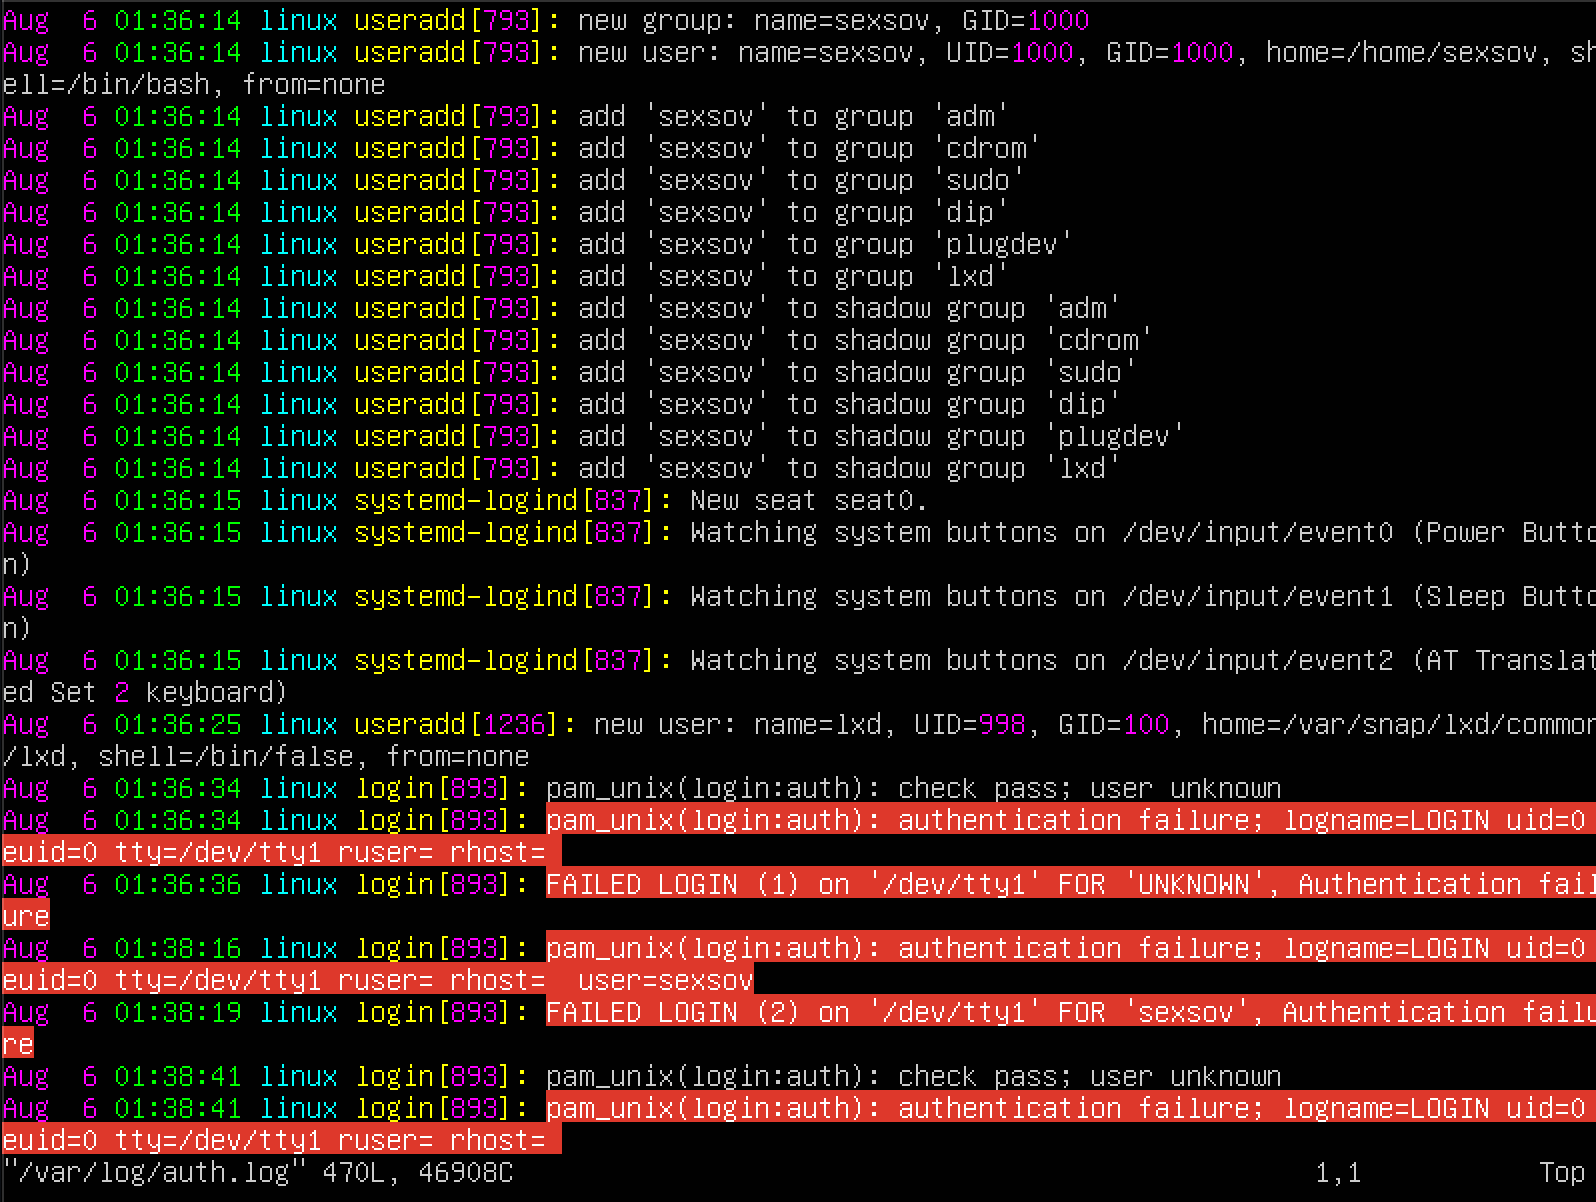 Aug  6 01:36:14 linux useradd[793]: new group: name=sexsov, GID=1000
Aug  6 01:36:14 linux useradd[793]: new user: name=sexsov, UID=1000, GID=1000, home=/home/sexsov, sh
ell=/bin/bash, from=none
Aug  6 01:36:14 linux useradd[793]: add 'sexsov' to group 'adm'
Aug  6 01:36:14 linux useradd[793]: add 'sexsov' to group 'cdrom'
Aug  6 01:36:14 linux useradd[793]: add 'sexsov' to group 'sudo'
Aug  6 01:36:14 linux useradd[793]: add 'sexsov' to group 'dip'
Aug  6 01:36:14 linux useradd[793]: add 'sexsov' to group 'plugdev'
Aug  6 01:36:14 linux useradd[793]: add 'sexsov' to group 'lxd'
Aug  6 01:36:14 linux useradd[793]: add 'sexsov' to shadow group 'adm'
Aug  6 01:36:14 linux useradd[793]: add 'sexsov' to shadow group 'cdrom'
Aug  6 01:36:14 linux useradd[793]: add 'sexsov' to shadow group 'sudo'
Aug  6 01:36:14 linux useradd[793]: add 'sexsov' to shadow group 'dip'
Aug  6 01:36:14 linux useradd[793]: add 'sexsov' to shadow group 'plugdev'
Aug  6 01:36:14 linux useradd[793]: add 'sexsov' to shadow group 'lxd'
Aug  6 01:36:15 linux systemd-logind[837]: New seat seat0.
Aug  6 01:36:15 linux systemd-logind[837]: Watching system buttons on /dev/input/event0 (Power Butto
n)
Aug  6 01:36:15 linux systemd-logind[837]: Watching system buttons on /dev/input/event1 (Sleep Butto
n)
Aug  6 01:36:15 linux systemd-logind[837]: Watching system buttons on /dev/input/event2 (AT Translat
ed Set 2 keyboard)
Aug  6 01:36:25 linux useradd[1236]: new user: name=lxd, UID=998, GID=100, home=/var/snap/lxd/common
/lxd, shell=/bin/false, from=none
Aug  6 01:36:34 linux login[893]: pam_unix(login:auth): check pass; user unknown
Aug  6 01:36:34 linux login[893]: pam_unix(login:auth): authentication failure; logname=LOGIN uid=0
euid=0 tty=/dev/tty1 ruser= rhost=
Aug  6 01:36:36 linux login[893]: FAILED LOGIN (1) on '/dev/tty1' FOR 'UNKNOWN', Authentication fail
ure
Aug  6 01:38:16 linux login[893]: pam_unix(login:auth): authentication failure; logname=LOGIN uid=0
euid=0 tty=/dev/tty1 ruser= rhost=  user=sexsov
Aug  6 01:38:19 linux login[893]: FAILED LOGIN (2) on '/dev/tty1' FOR 'sexsov', Authentication failu
re
Aug  6 01:38:41 linux login[893]: pam_unix(login:auth): check pass; user unknown
Aug  6 01:38:41 linux login[893]: pam_unix(login:auth): authentication failure; logname=LOGIN uid=0
euid=0 tty=/dev/tty1 ruser= rhost=
"/var/log/auth.log" 470L, 46908C 1,1 Top